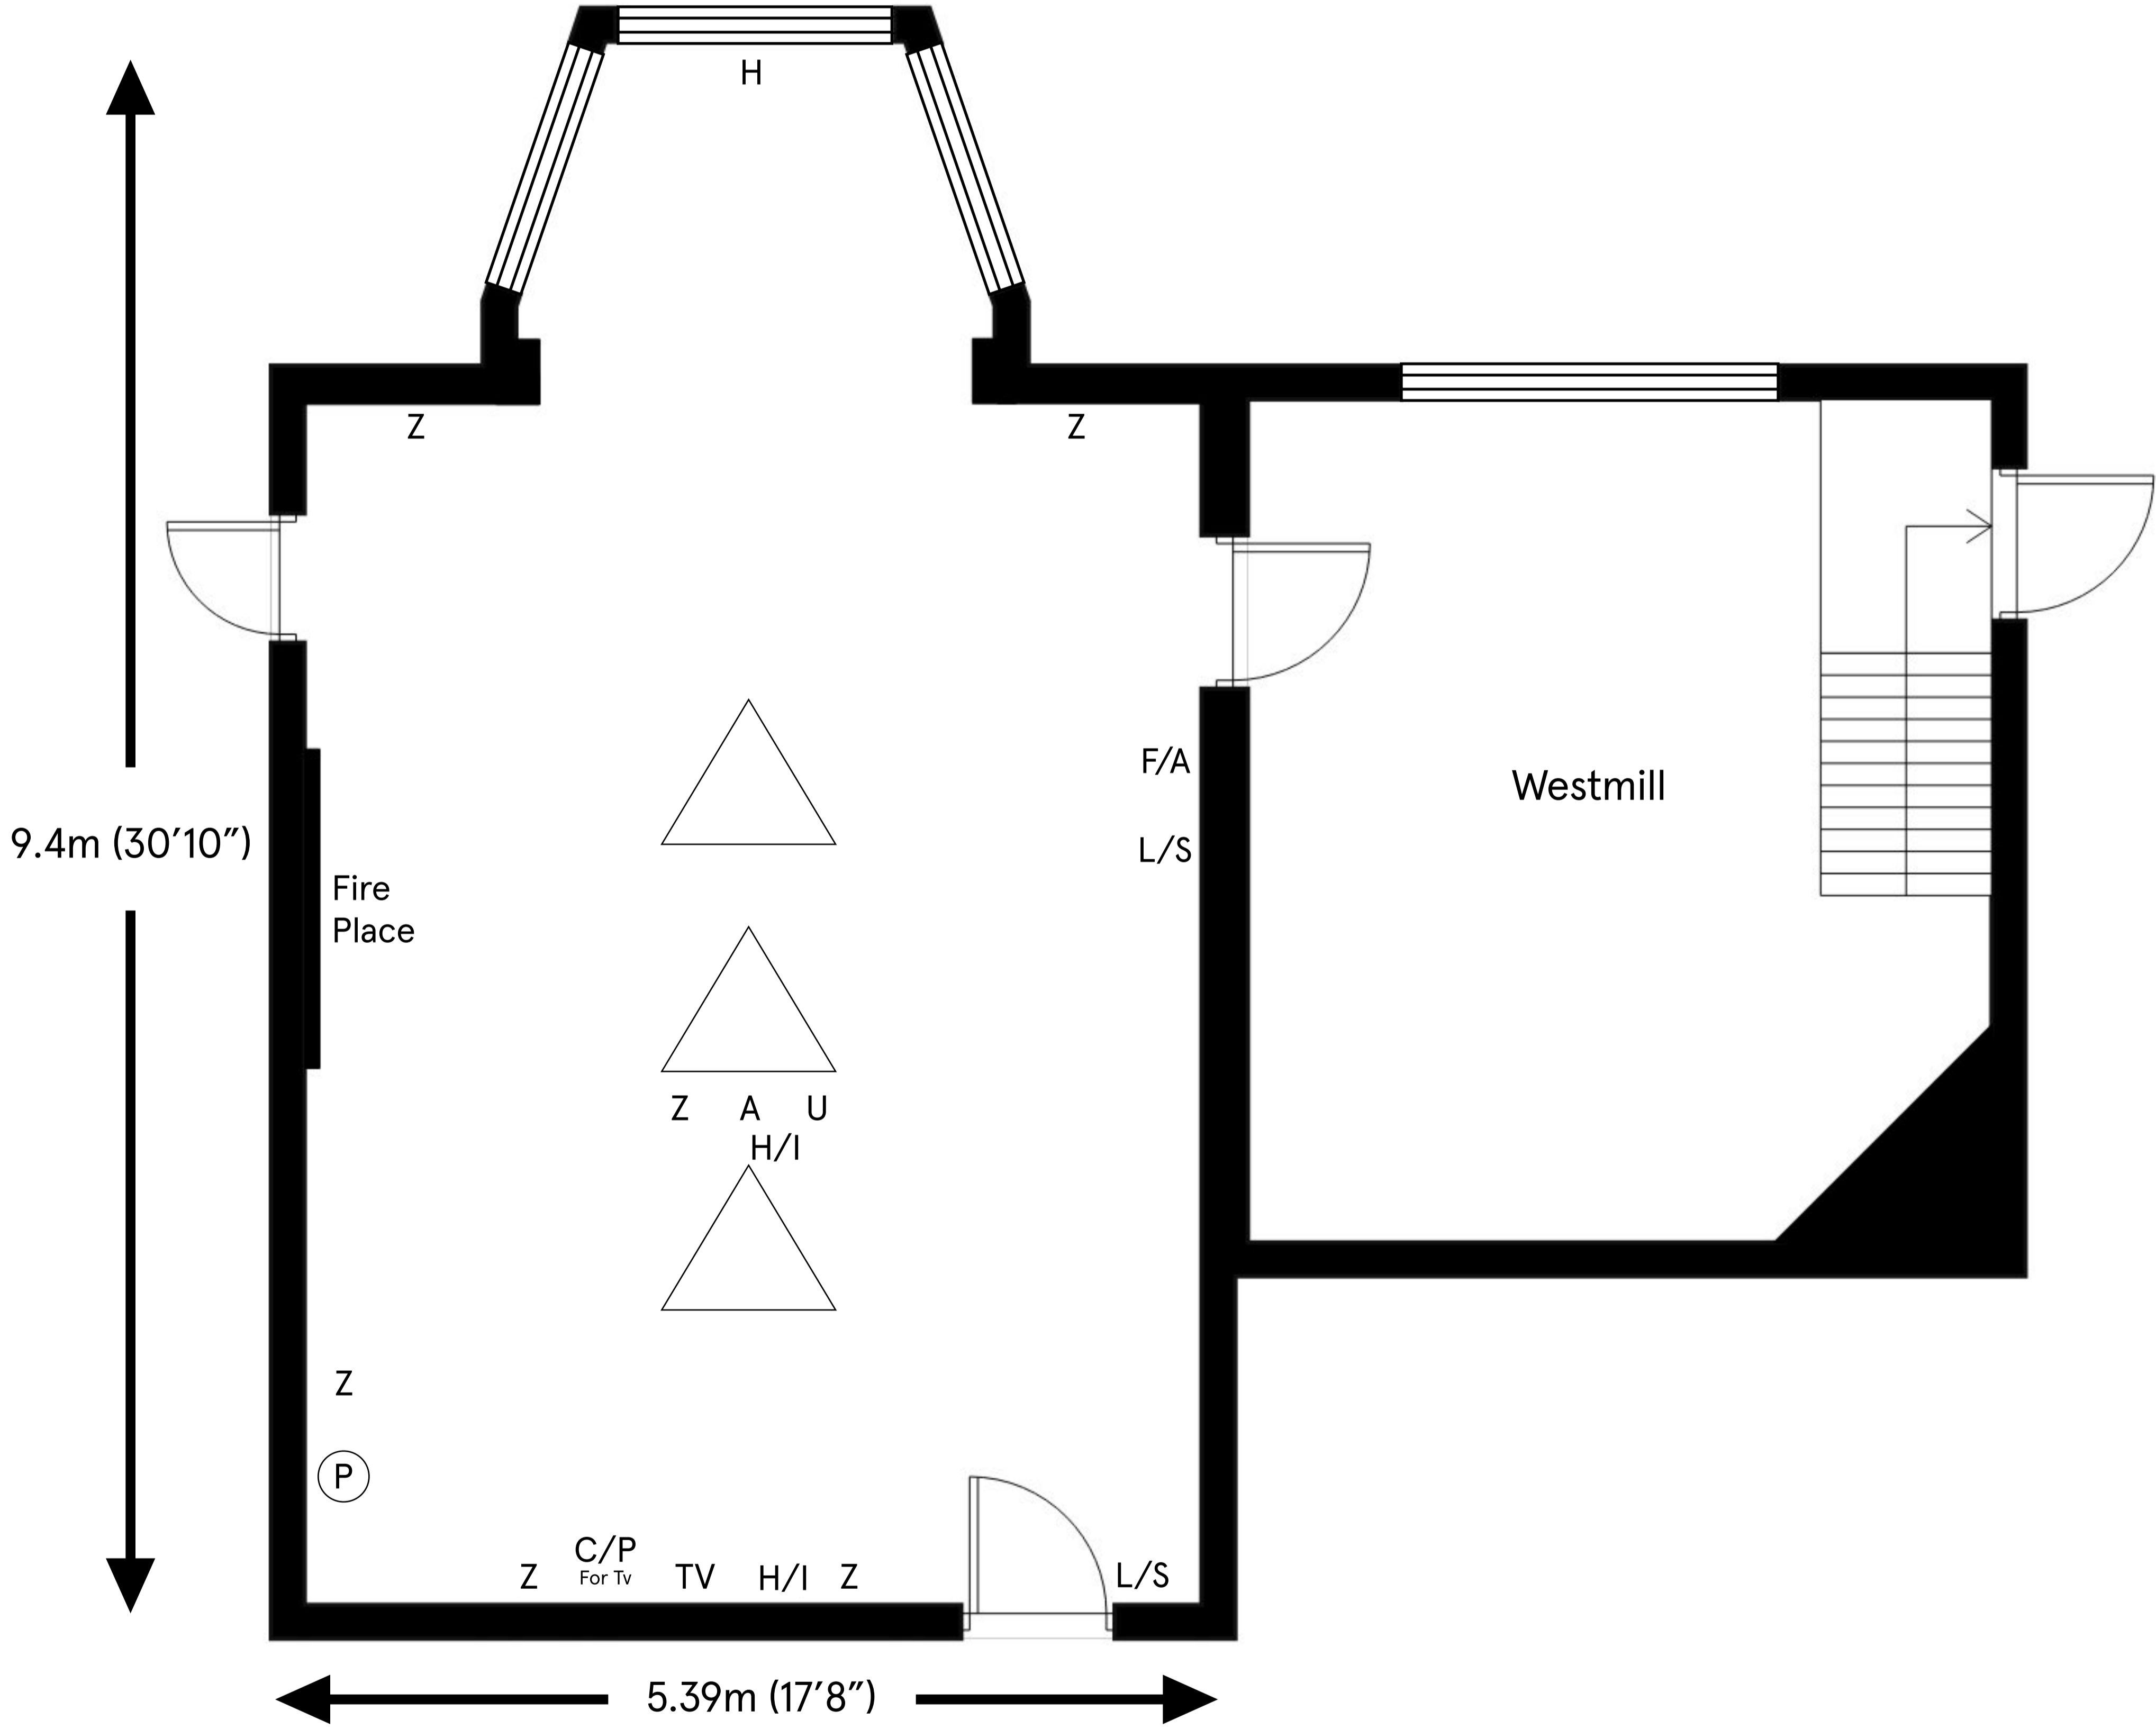 H
Z
Z
F/A
Westmill
9.4m (30′10″)
L/S
Fire
Place
Z A U
H/I
Z
P
C/P
Z For Tv TV H/I Z L/S
5.39m (17′8″)